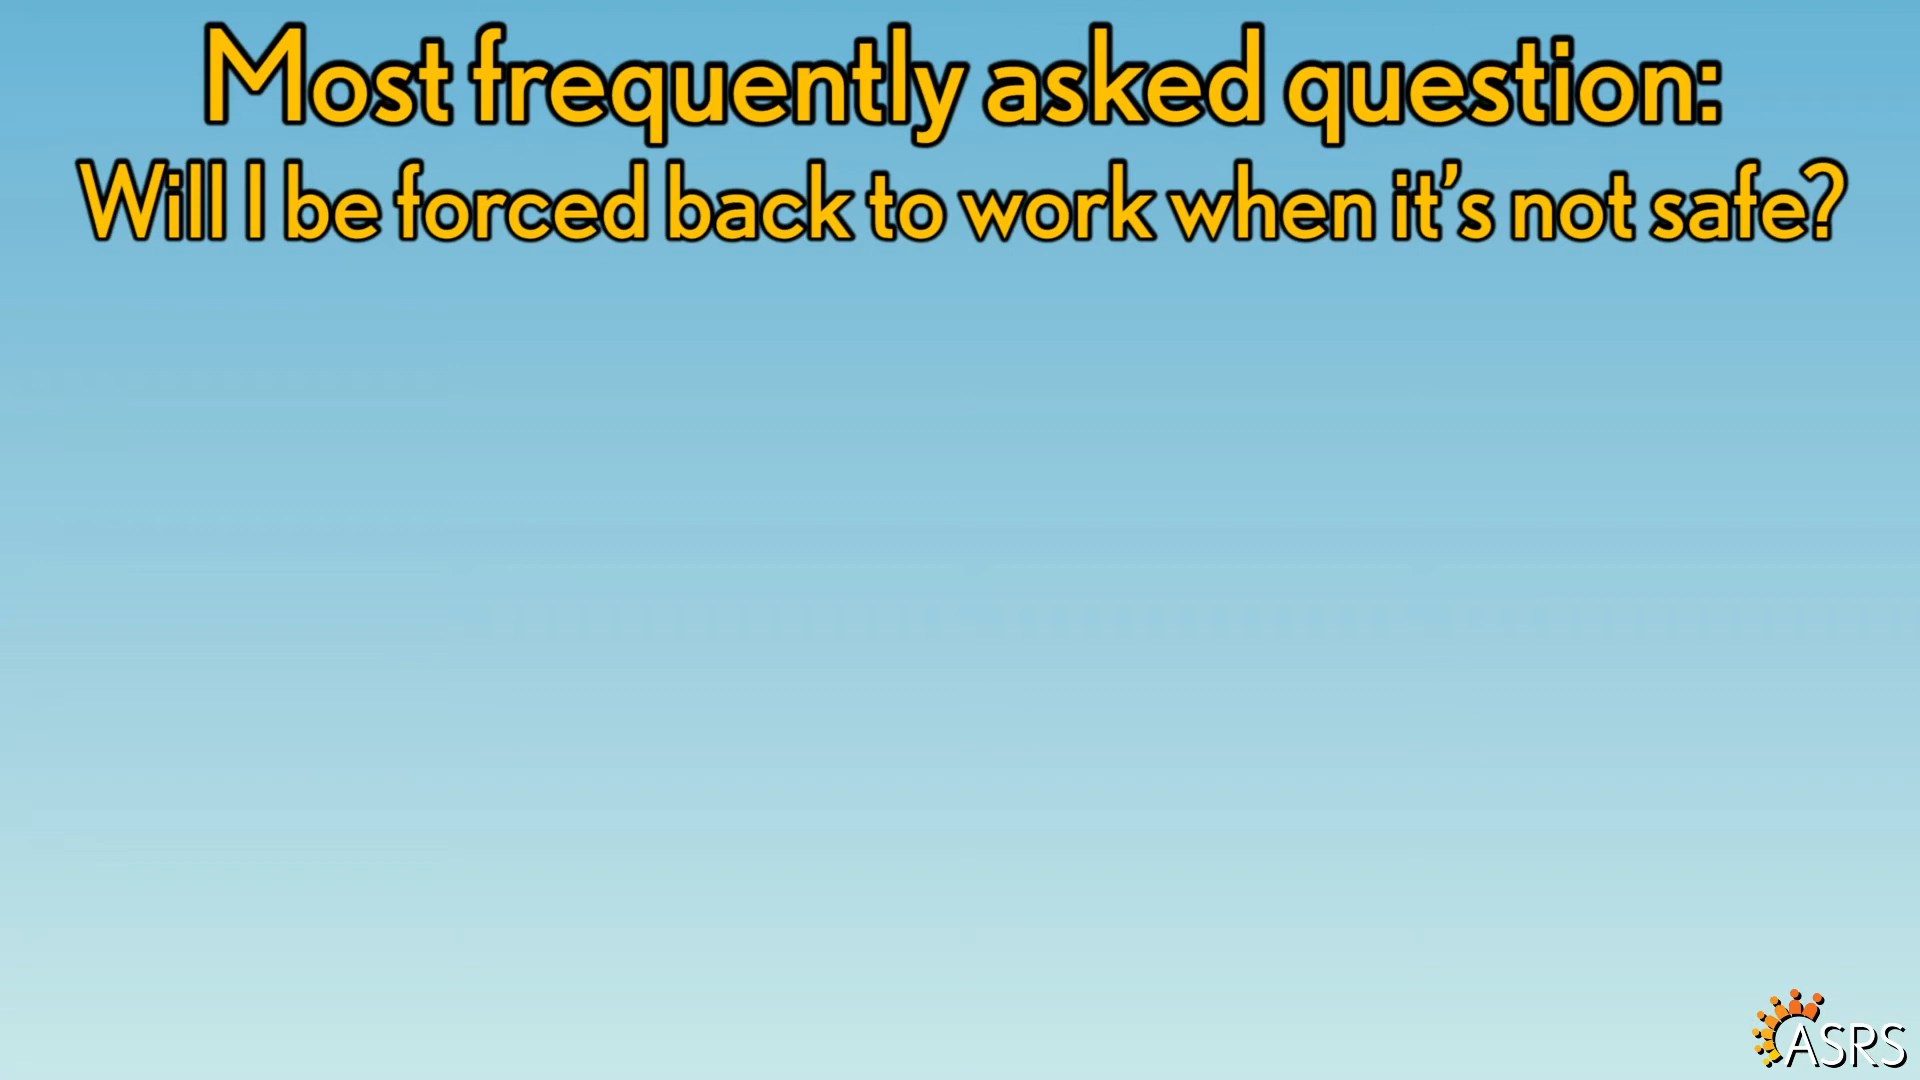 Most frequently asked question:
Will I be forced back to work when it's not safe?
ASRS